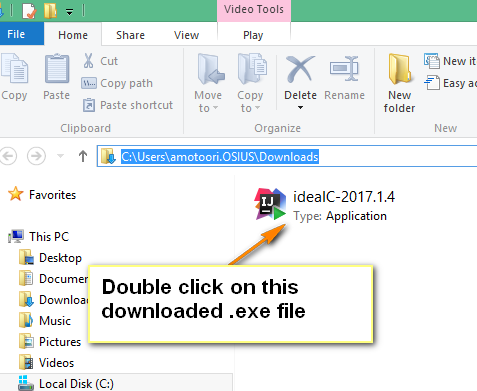 Video Tools
File
Home
Share
View
Play
Copy
Paste
Cut
Copy path
Paste shortcut
Move to
Copy to
Delete
Rename
New folder
New it
Easy ac
Clipboard
Organize
New
C:\Users\amotoori.OSIUS\Downloads
Favorites
This PC
Desktop
Documen
Downloa
Music
Pictures
Videos
Local Disk (C:)
IJ
ideaIC-2017.1.4
Type: Application
Double click on this
downloaded .exe file